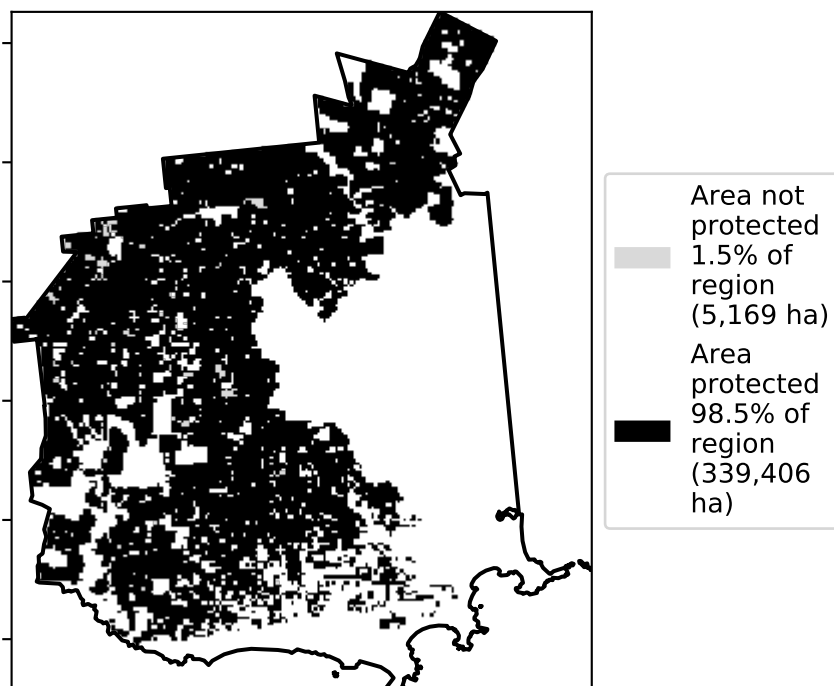 Area not
protected
1.5% of
region
(5,169 ha)
Area
protected
98.5% of
region
(339,406
ha)